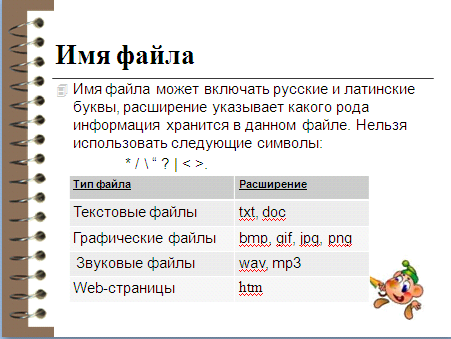 Имя файла
Имя файла может включать русские и латинские
буквы, расширение указывает какого рода
информация хранится в данном файле. Нельзя
использовать следующие символы:
* / \ “ ? | < >.
Тип файла Расширение
Текстовые файлы txt, doc
Графические файлы bmp, gif, jpg, png
Звуковые файлы wav, mp3
Web-страницы htm